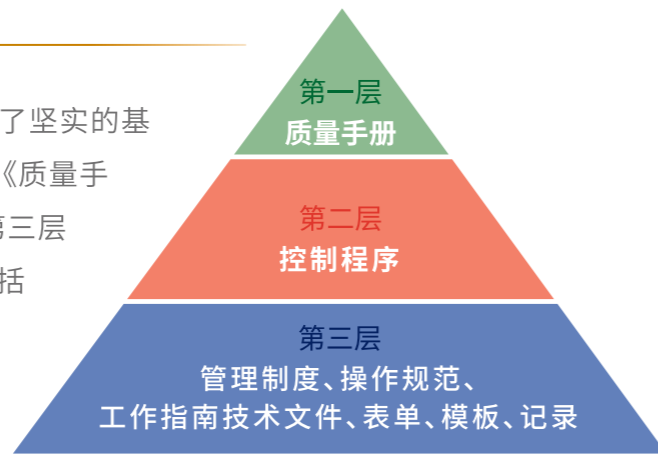 了坚实的基
《质量手
第三层
括
第一层
质量手册
第二层
控制程序
第三层
管理制度、操作规范、
工作指南技术文件、表单、模板、记录